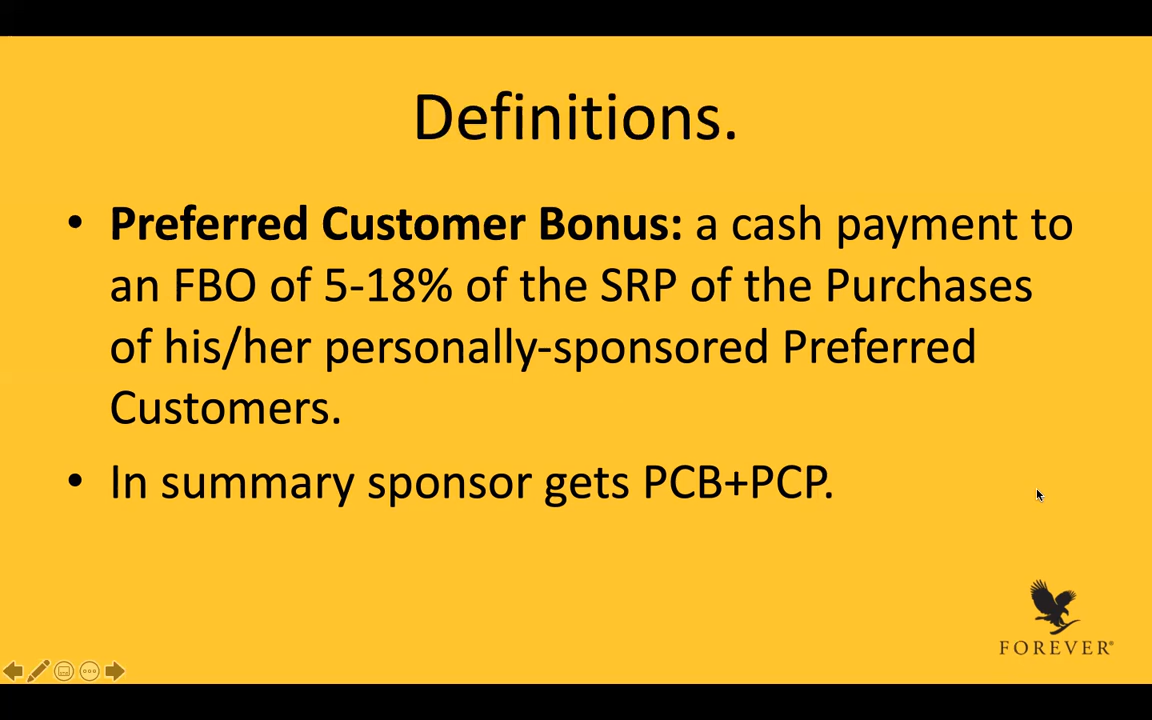 Definitions.
• Preferred Customer Bonus: a cash payment to
an FBO of 5-18% of the SRP of the Purchases
of his/her personally-sponsored Preferred
Customers.
• In summary sponsor gets PCB+PCP.
FOREVER®